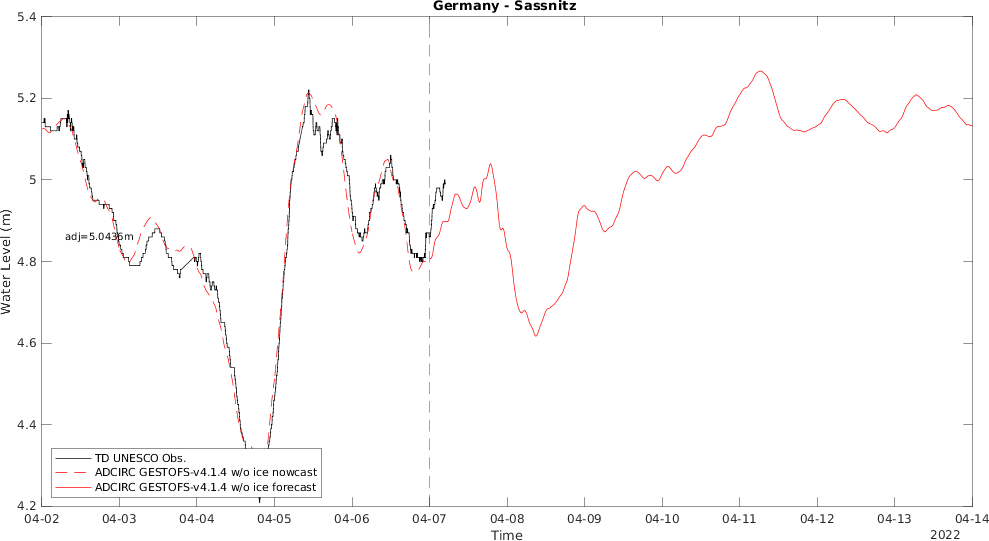 Germany - Sassnitz
5.4
5.2
5
4.8
4.6
4.4
4.2
Water Level (m)
adj=5.0436m
TD UNESCO Obs.
ADCIRC GESTOFS-v4.1.4 w/o ice nowcast
ADCIRC GESTOFS-v4.1.4 w/o ice forecast
04-02 04-03 04-04 04-05 04-06 04-07 04-08 04-09 04-10 04-11 04-12 04-13 04-14
Time
2022